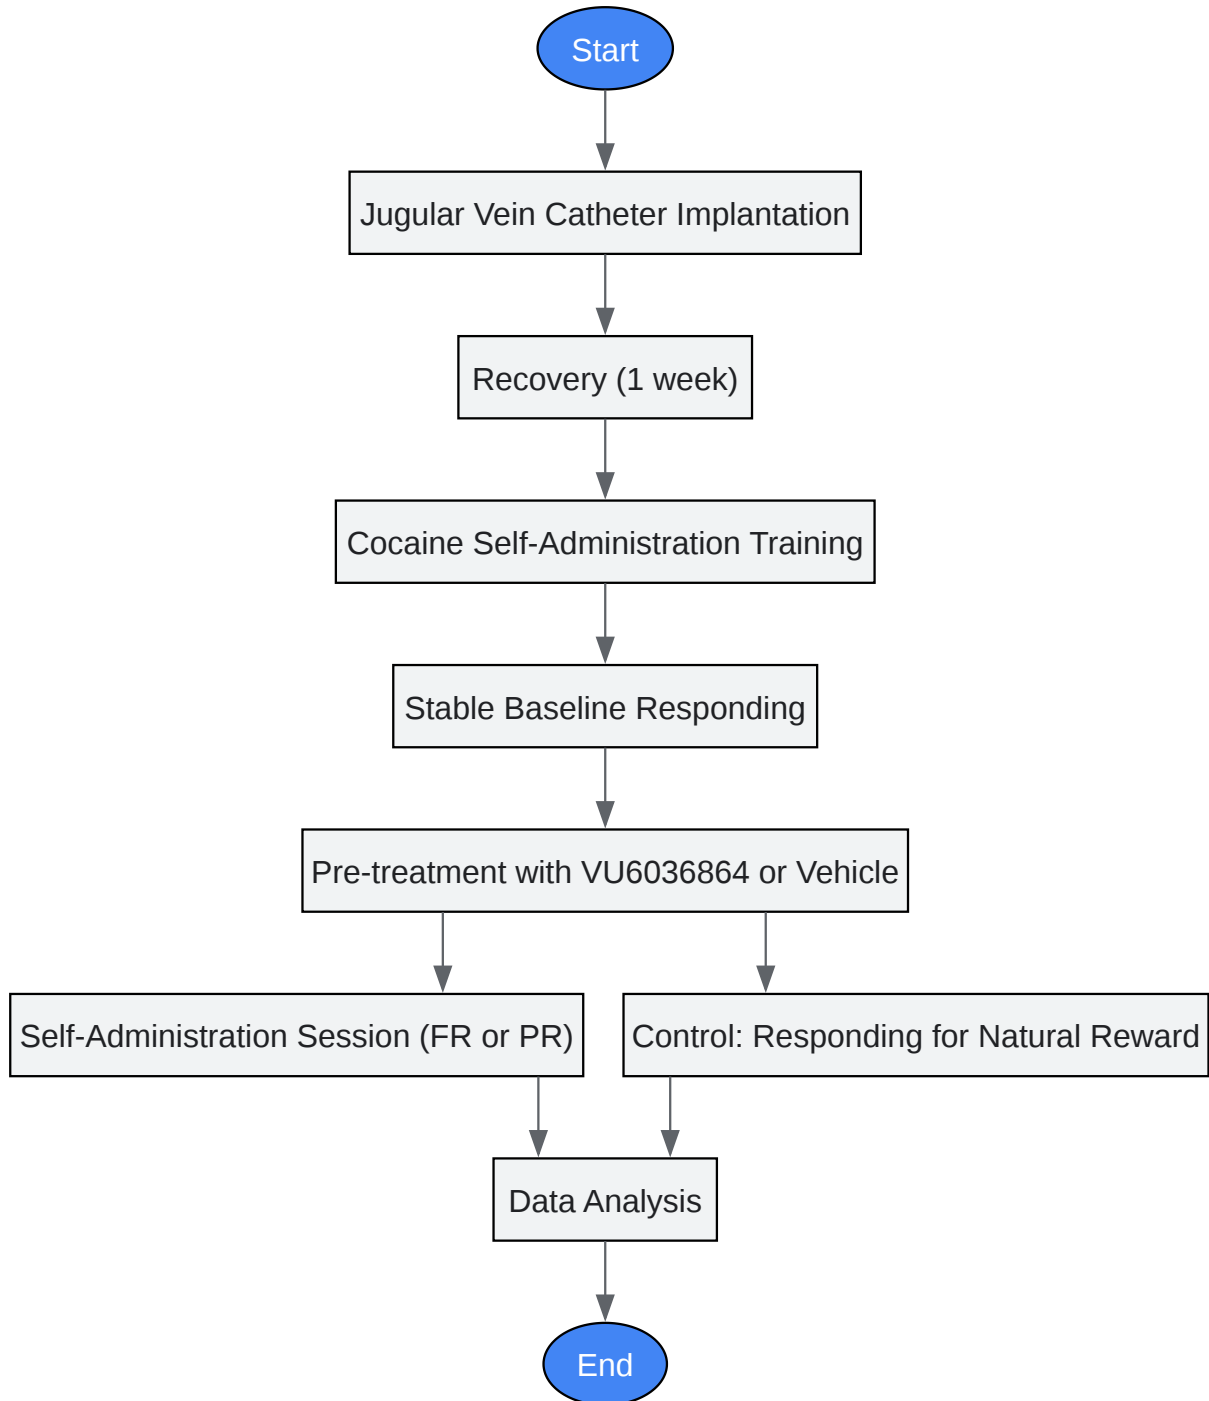 Start
Jugular Vein Catheter Implantation
Recovery (1 week)
Cocaine Self-Administration Training
Stable Baseline Responding
Pre-treatment with VU6036864 or Vehicle
Self-Administration Session (FR or PR)
Control: Responding for Natural Reward
Data Analysis
End